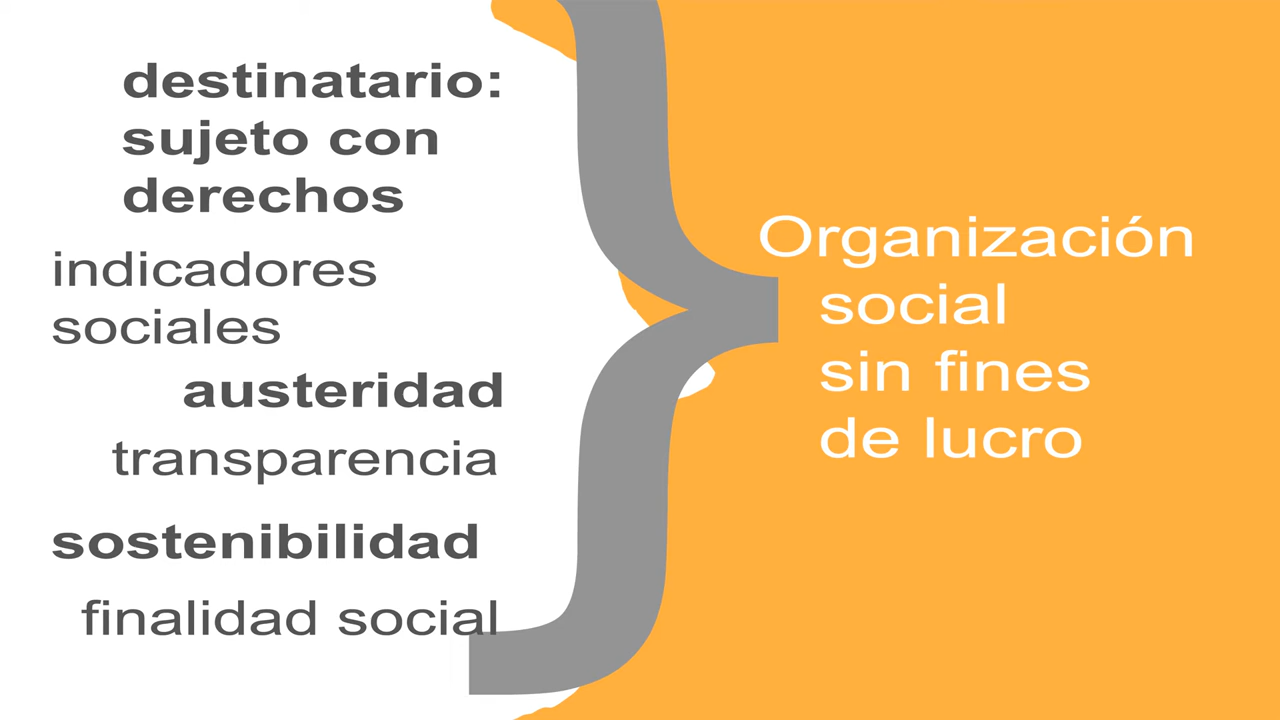 destinatario:
sujeto con
derechos
indicadores
sociales
austeridad
transparencia
sostenibilidad
finalidad social
Organización
social
sin fines
de lucro